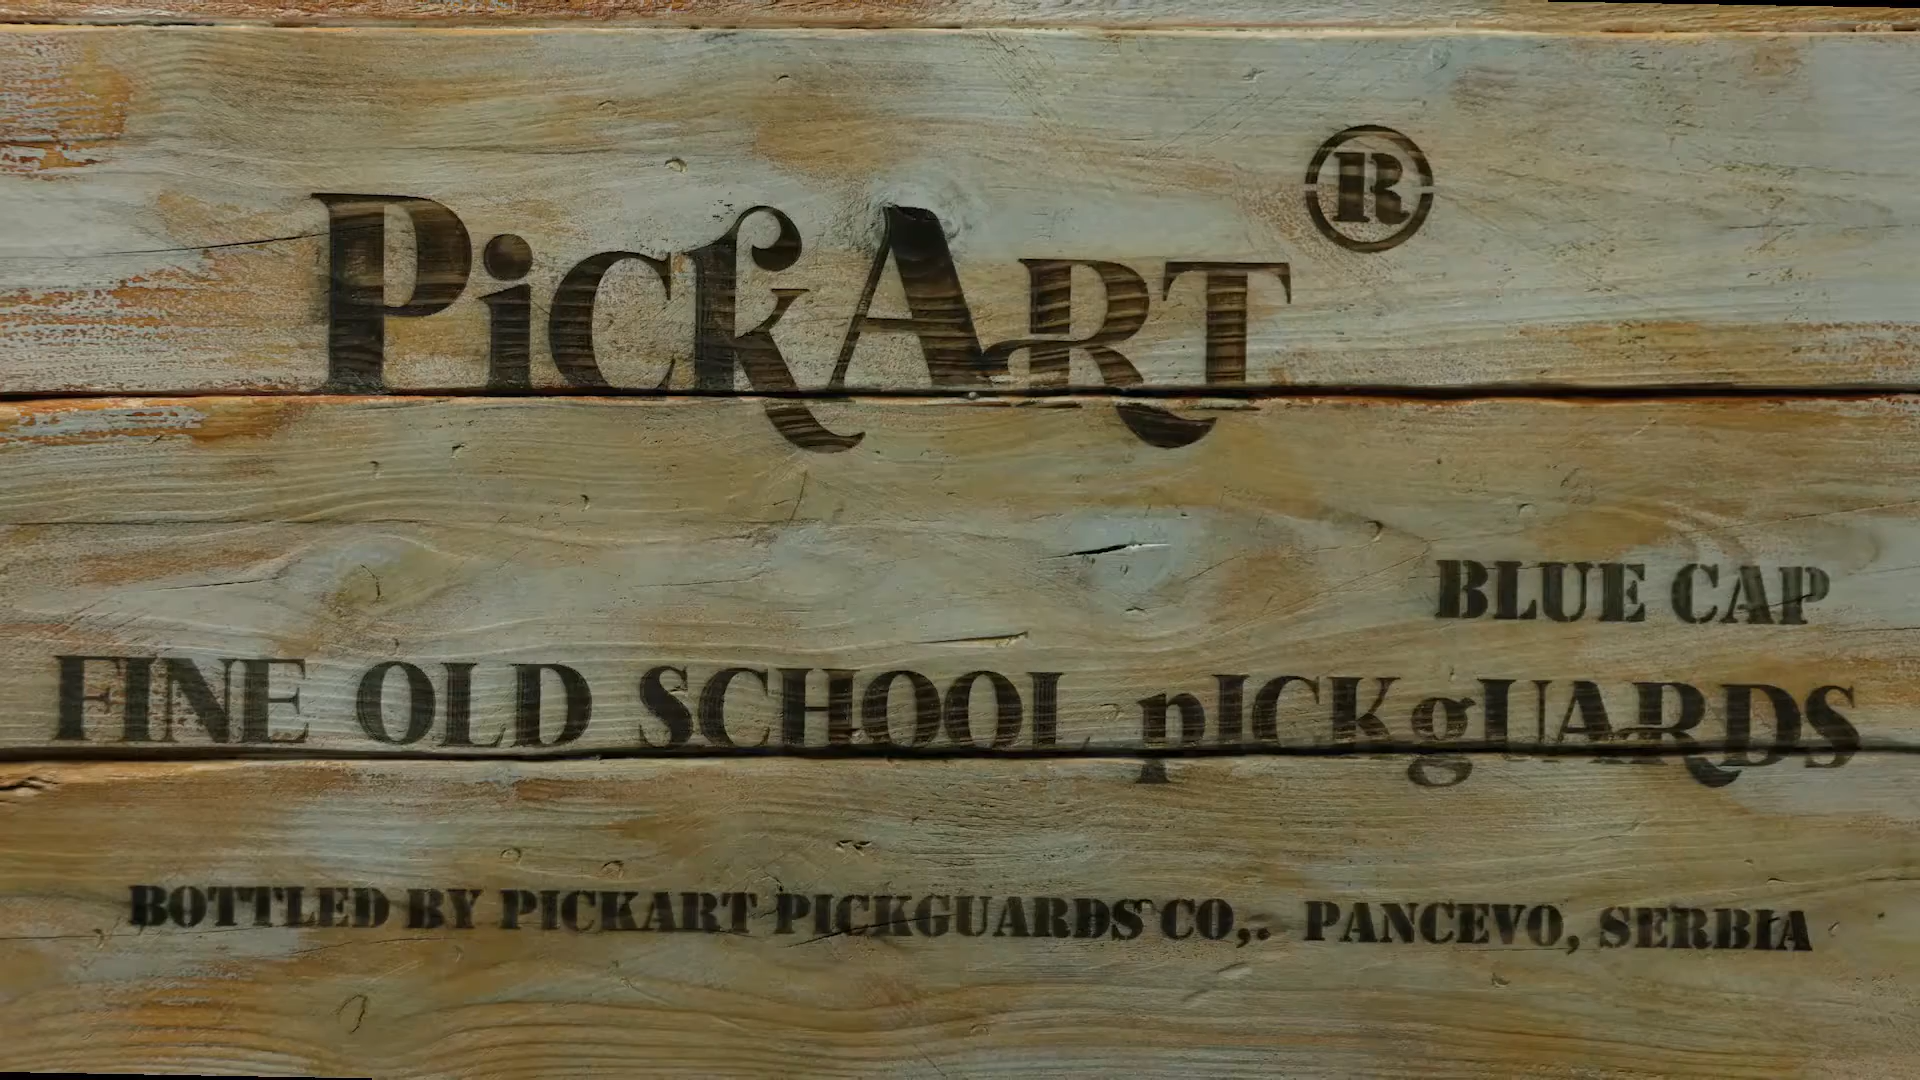 PickArt ®
BLUE CAP
FINE OLD SCHOOL pICKgUARDS
BOTTLED BY PICKART PICKGUARDS CO,. PANCEVO, SERBIA